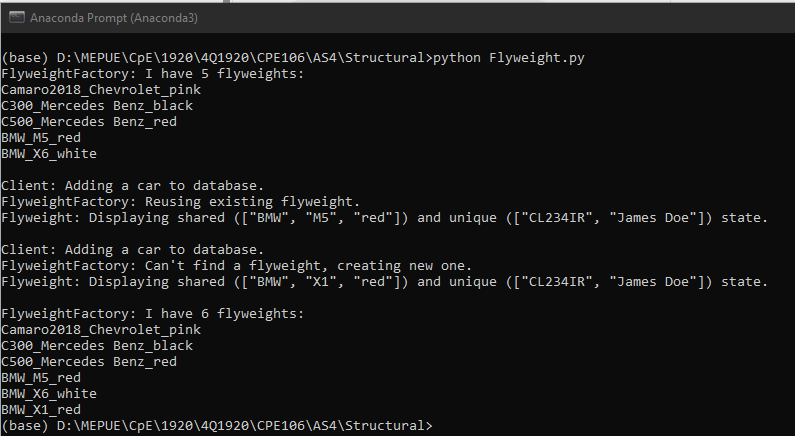 Anaconda Prompt (Anaconda3)
(base) D:\MEPUE\CpE\1920\4Q1920\CPE106\AS4\Structural>python Flyweight.py
FlyweightFactory: I have 5 flyweights:
Camaro2018_Chevrolet_pink
C300_Mercedes Benz_black
C500_Mercedes Benz_red
BMW_M5_red
BMW_X6_white
Client: Adding a car to database.
FlyweightFactory: Reusing existing flyweight.
Flyweight: Displaying shared (["BMW", "M5", "red"]) and unique (["CL234IR", "James Doe"]) state.
Client: Adding a car to database.
FlyweightFactory: Can't find a flyweight, creating new one.
Flyweight: Displaying shared (["BMW", "X1", "red"]) and unique (["CL234IR", "James Doe"]) state.
FlyweightFactory: I have 6 flyweights:
Camaro2018_Chevrolet_pink
C300_Mercedes Benz_black
C500_Mercedes Benz_red
BMW_M5_red
BMW_X6_white
BMW_X1_red
(base) D:\MEPUE\CpE\1920\4Q1920\CPE106\AS4\Structural>